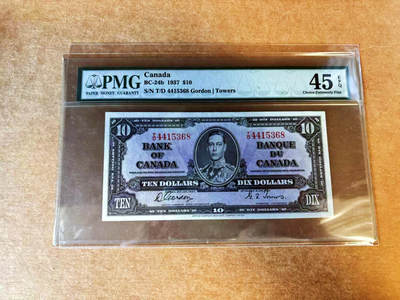 PMG
PAPER MONEY GUARANTY
Canada
BC-24b 1937 $10
S/N T/D 4415368 Gordon | Towers
45 EPQ
Choice Extremely Fine
10 T/D 4415368 T/D 4415368 10
BANK OF CANADA
BANQUE DU CANADA
TEN DOLLARS DIX DOLLARS
TEN 10 DIX